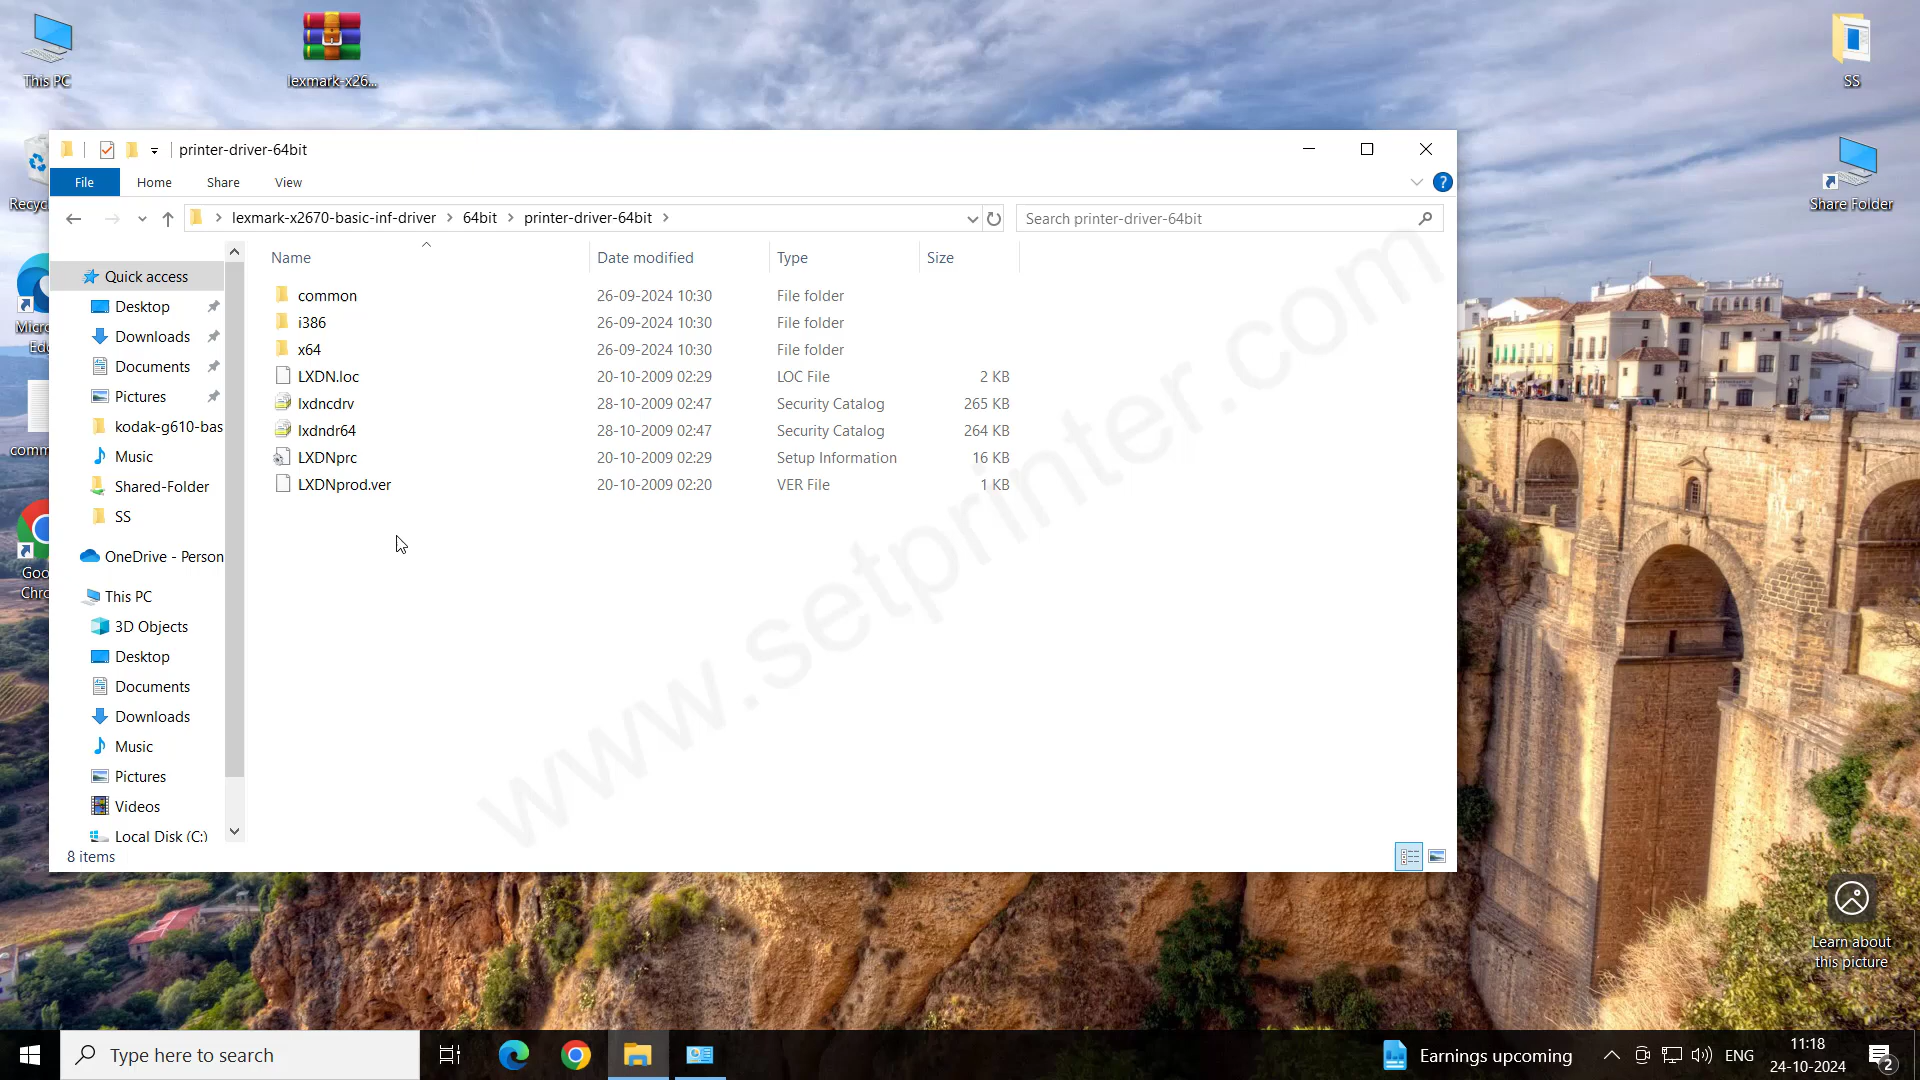 This PC
lexmark-x26...
SS
Share Folder
Recyc
Micro
Ed
comm
Goo
Chro
printer-driver-64bit
File
Home
Share
View
lexmark-x2670-basic-inf-driver
64bit
printer-driver-64bit
Search printer-driver-64bit
Quick access
Desktop
Downloads
Documents
Pictures
kodak-g610-bas
Music
Shared-Folder
SS
OneDrive - Person
This PC
3D Objects
Desktop
Documents
Downloads
Music
Pictures
Videos
Local Disk (C:)
Name Date modified Type Size
common 26-09-2024 10:30 File folder
i386 26-09-2024 10:30 File folder
x64 26-09-2024 10:30 File folder
LXDN.loc 20-10-2009 02:29 LOC File 2 KB
lxdncdrv 28-10-2009 02:47 Security Catalog 265 KB
lxdndr64 28-10-2009 02:47 Security Catalog 264 KB
LXDNprc 20-10-2009 02:29 Setup Information 16 KB
LXDNprod.ver 20-10-2009 02:20 VER File 1 KB
www.setprinter.com
8 items
Learn about
this picture
Type here to search
Earnings upcoming
ENG
11:18
24-10-2024
2